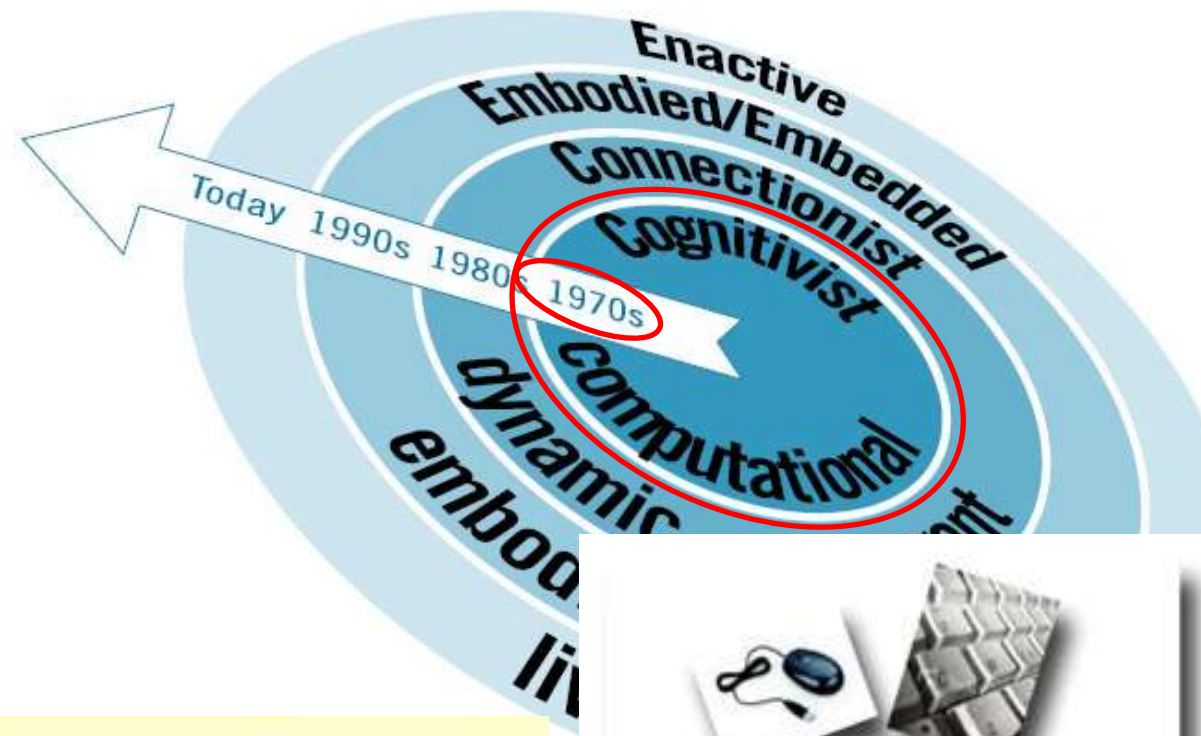 Enactive
Embodied/Embedded
Connectionist
Cognitivist
Today 1990s 1980s 1970s
computational
dynamic